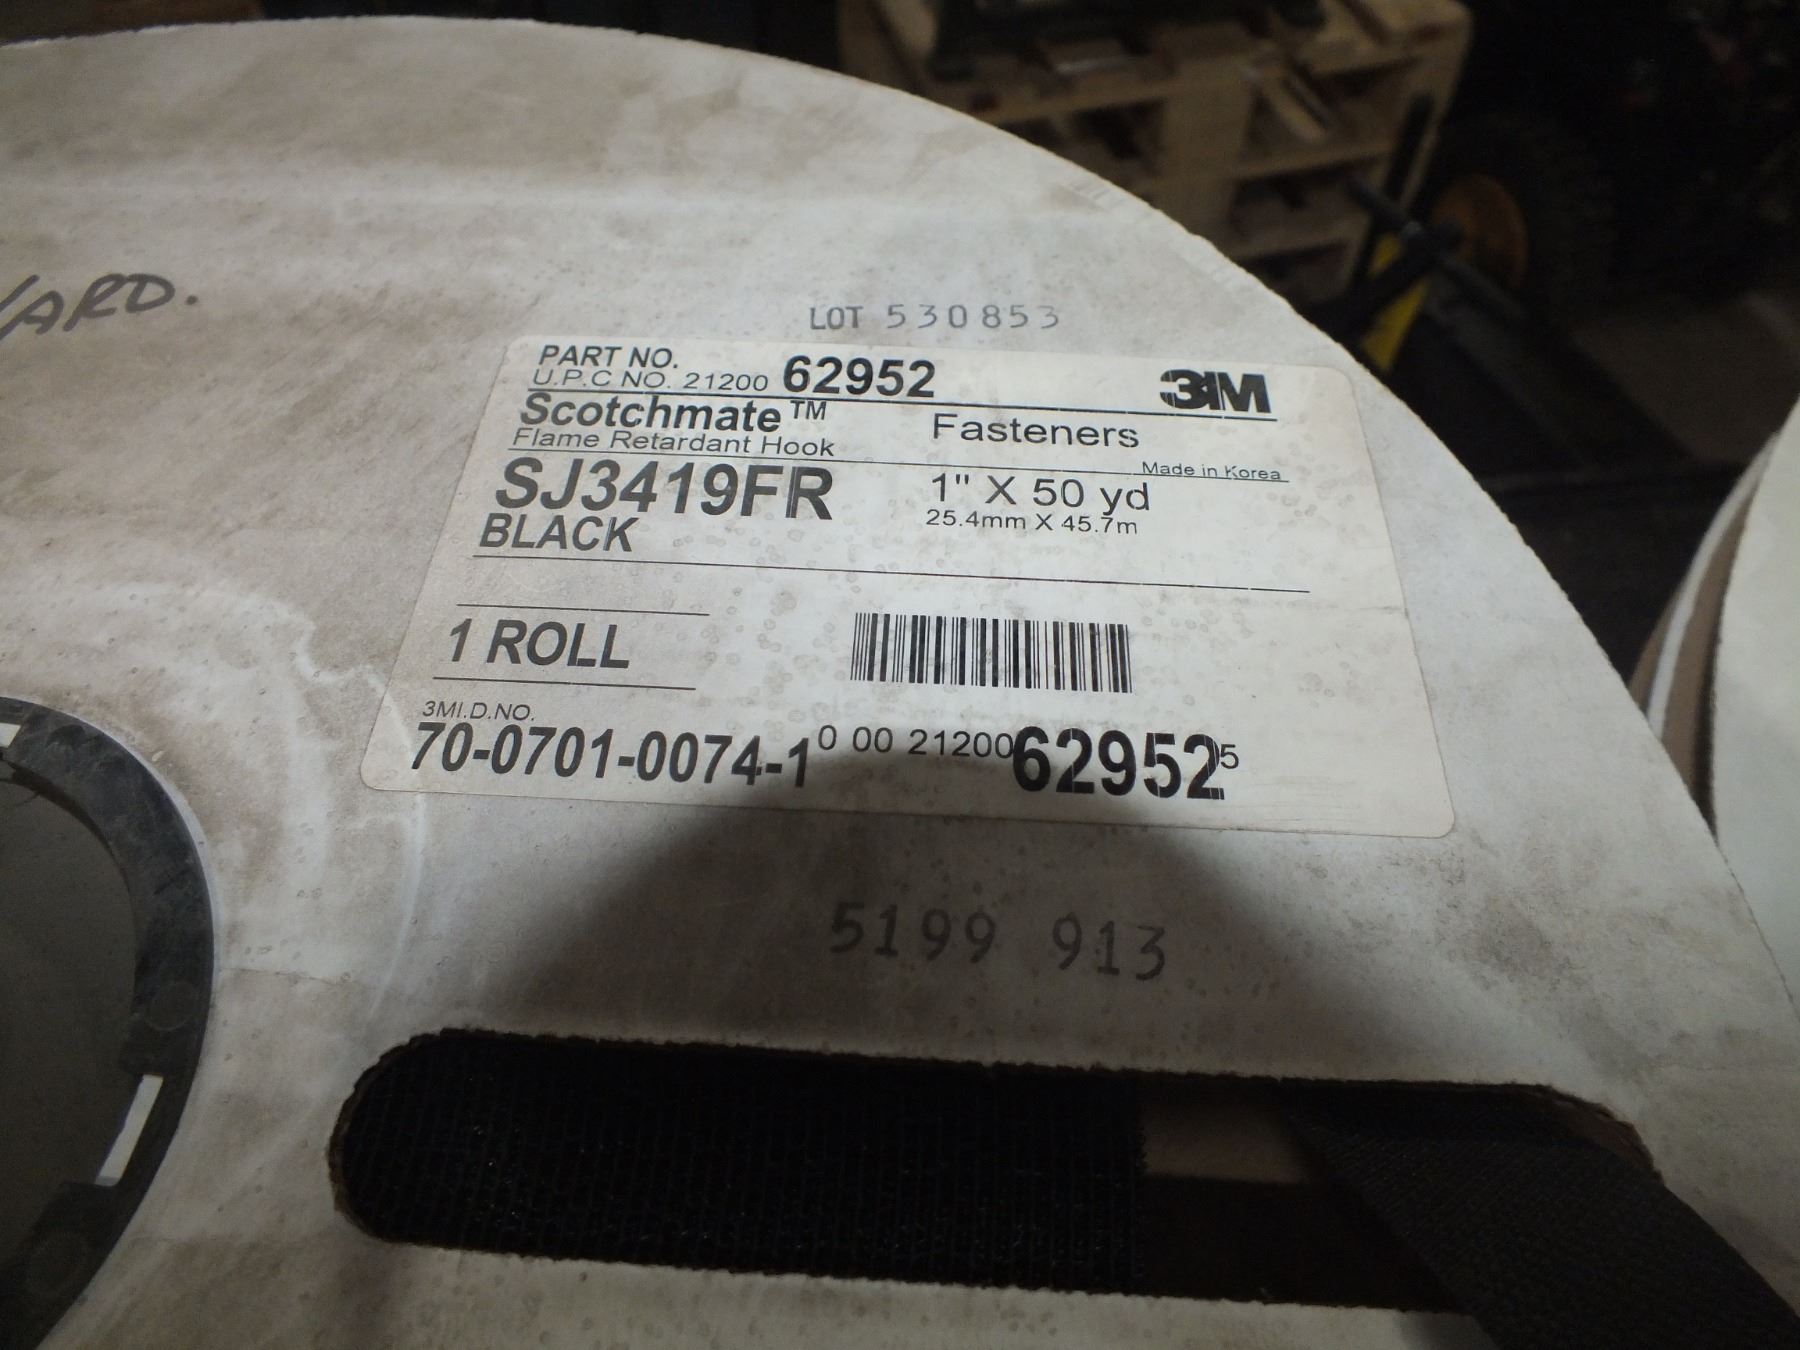 LOT 530853
PART NO.
U.P.C NO. 21200 62952
3M
Scotchmate™ Fasteners
Flame Retardant Hook
Made in Korea
SJ3419FR 1" X 50 yd
BLACK 25.4mm X 45.7m
1 ROLL
3MI.D.NO.
70-0701-0074-1 0 00 21200 62952 5
5199 913